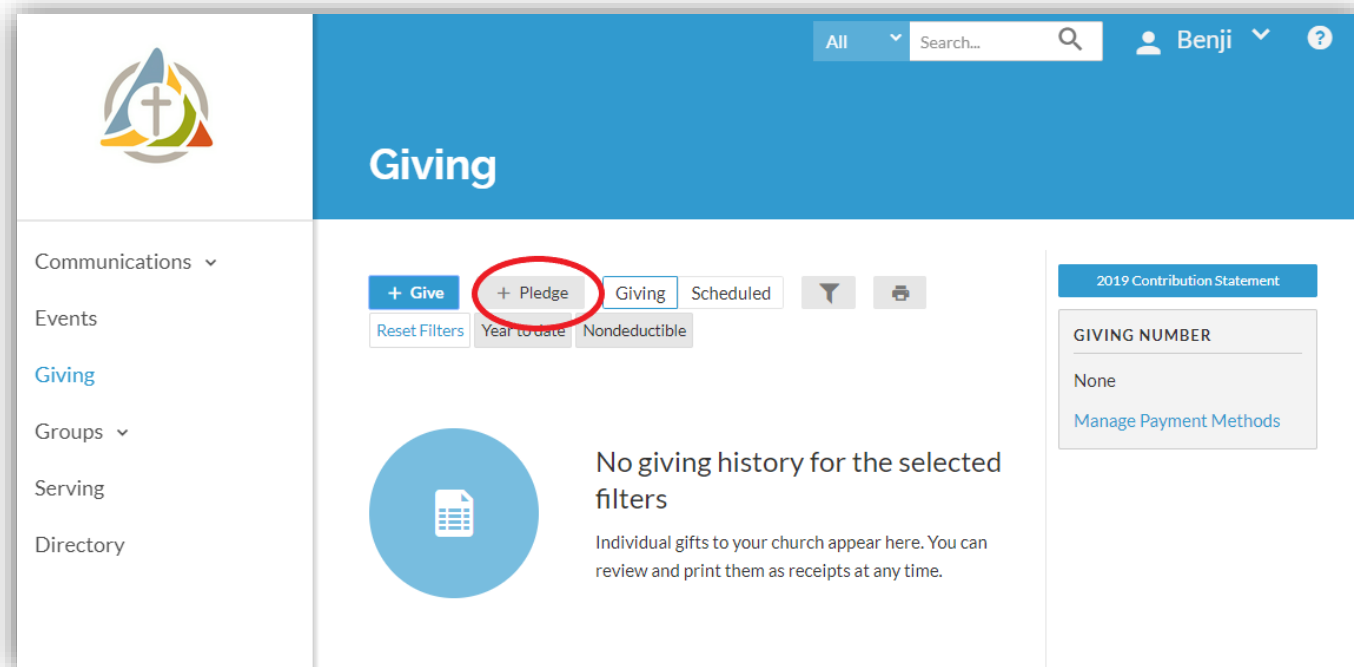 All
Search...
Benji
?
Giving
Communications
Events
Giving
Groups
Serving
Directory
+ Give
+ Pledge
Giving
Scheduled
Reset Filters
Year to date
Nondeductible
No giving history for the selected
filters
Individual gifts to your church appear here. You can
review and print them as receipts at any time.
2019 Contribution Statement
GIVING NUMBER
None
Manage Payment Methods